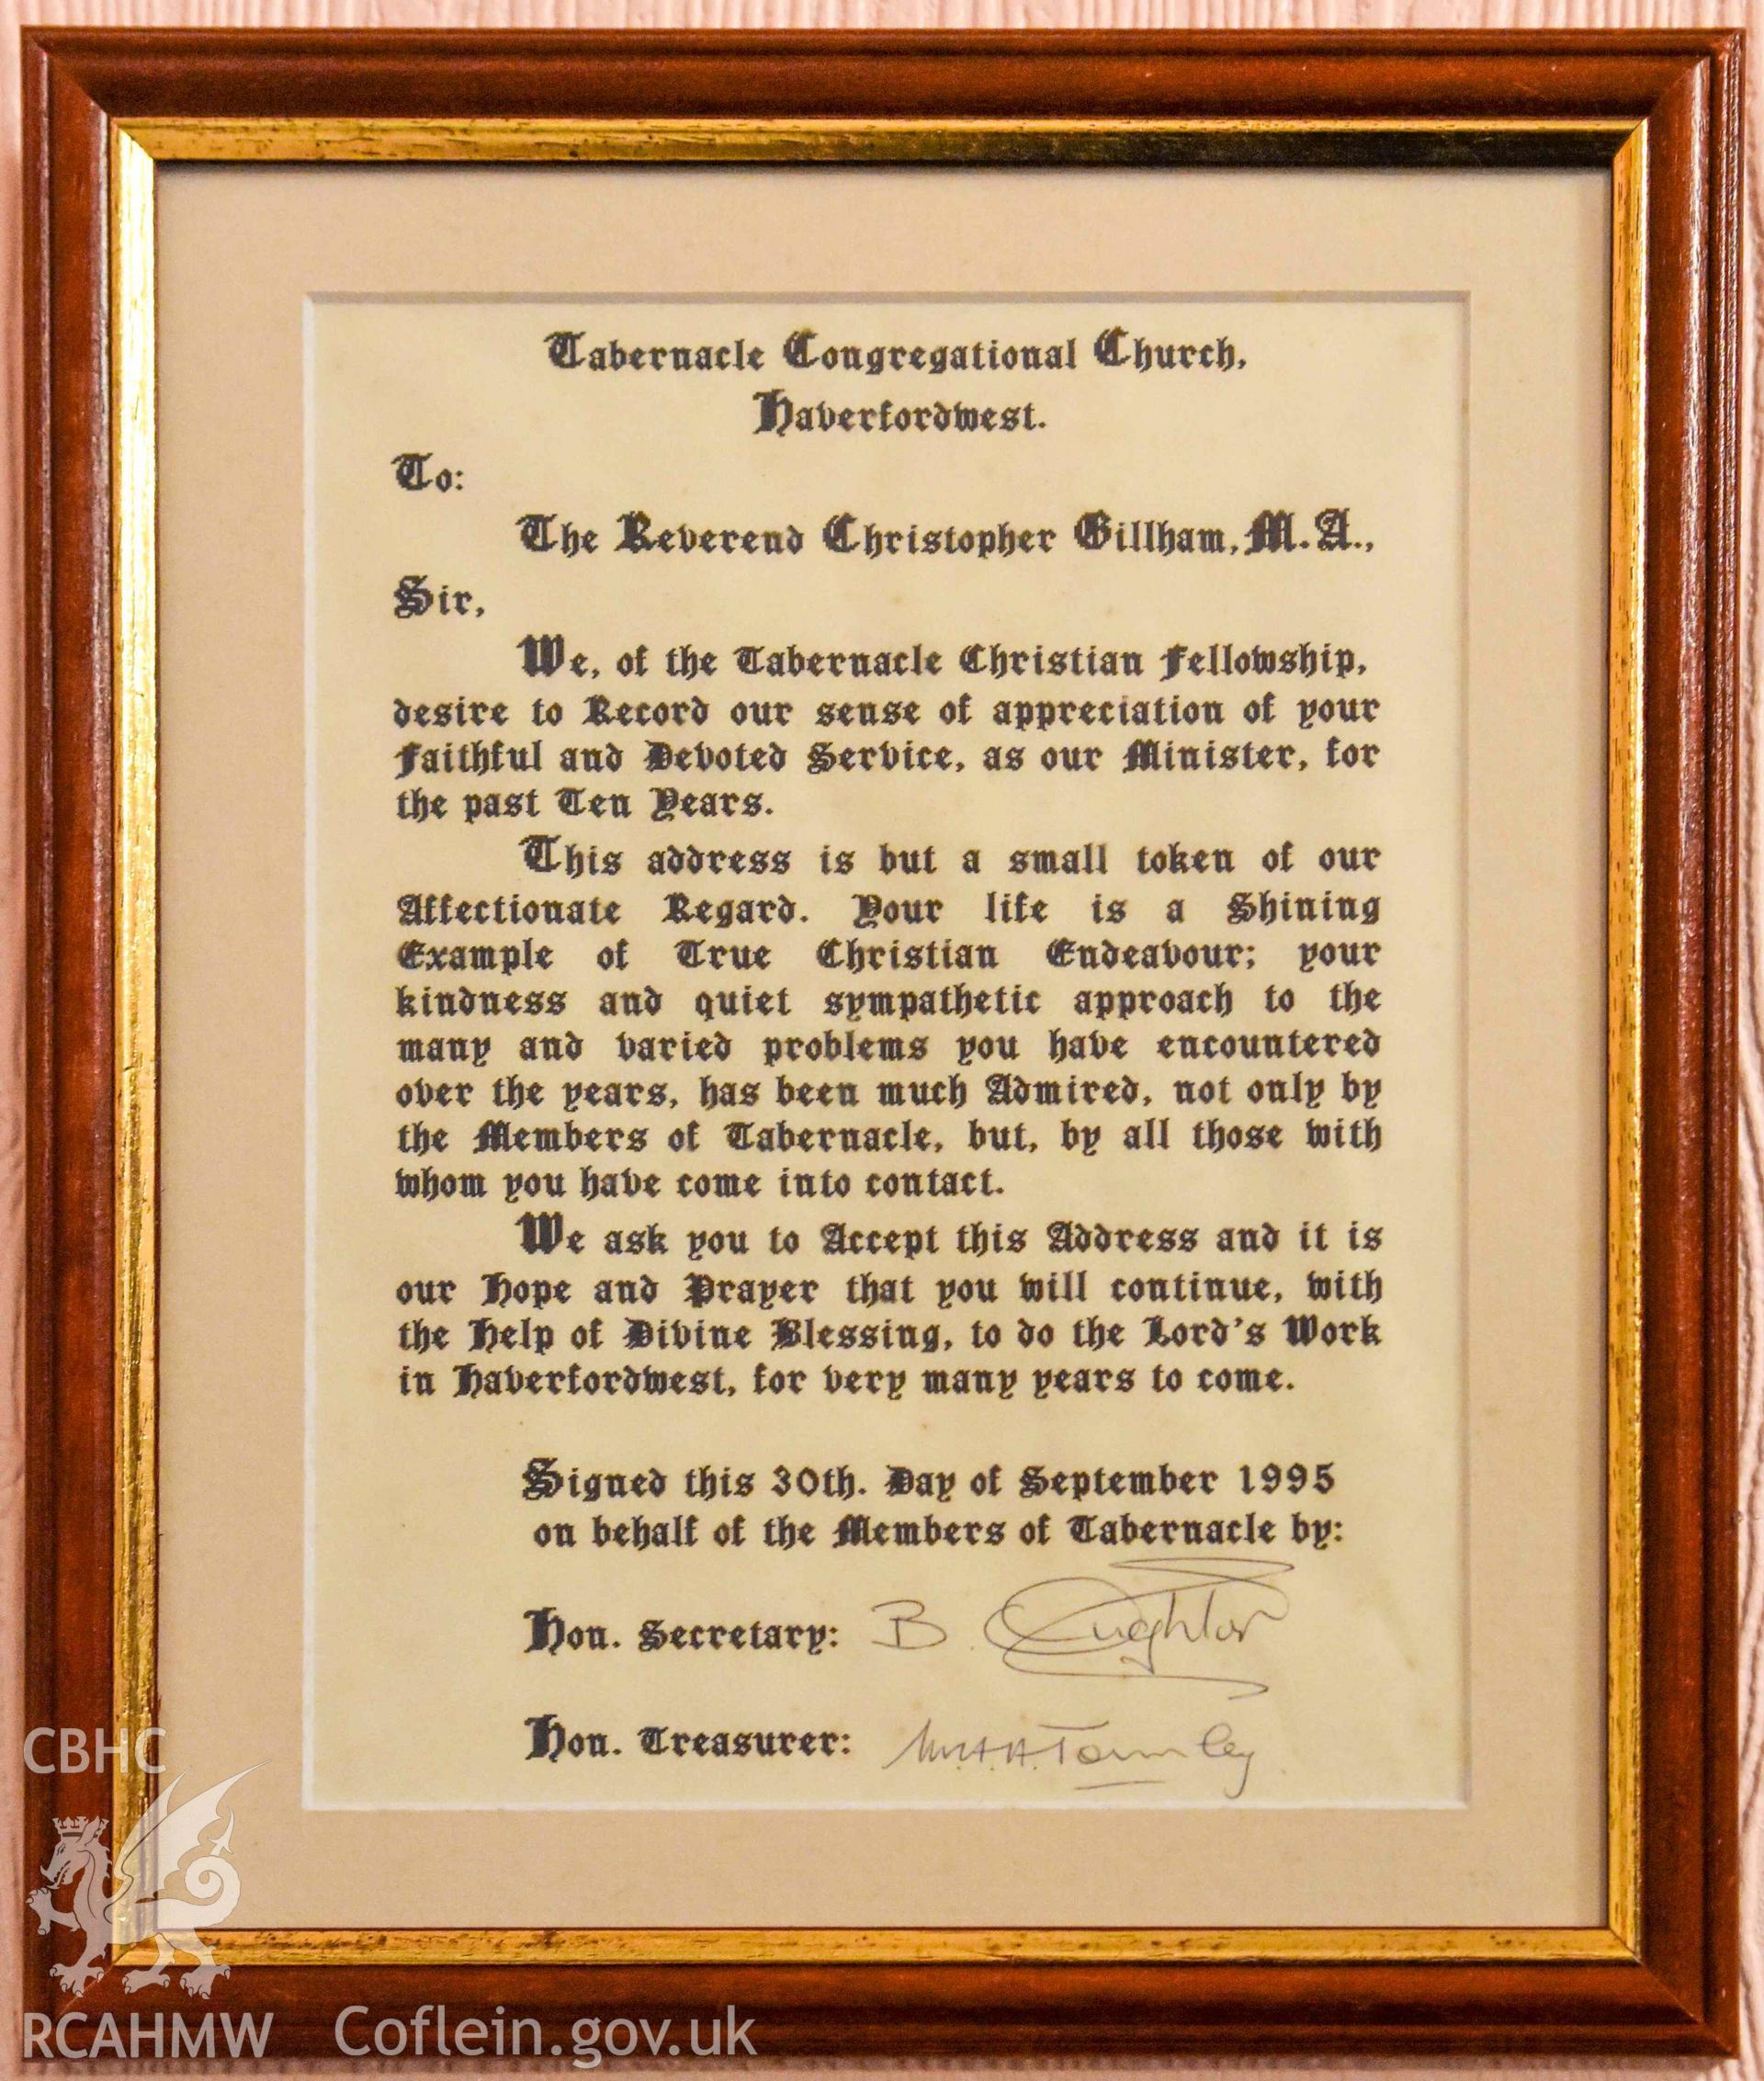 Tabernacle Congregational Church,
Haverfordwest.
To:
The Reverend Christopher Gillham, M.A.,
Sir,
We, of the Tabernacle Christian Fellowship,
desire to Record our sense of appreciation of your
Faithful and Devoted Service, as our Minister, for
the past Ten Years.
This address is but a small token of our
Affectionate Regard. Your life is a Shining
Example of True Christian Endeavour; your
kindness and quiet sympathetic approach to the
many and varied problems you have encountered
over the years, has been much Admired, not only by
the Members of Tabernacle, but, by all those with
whom you have come into contact.
We ask you to Accept this Address and it is
our Hope and Prayer that you will continue, with
the Help of Divine Blessing, to do the Lord's Work
in Haverfordwest, for very many years to come.
Signed this 30th. Day of September 1995
on behalf of the Members of Tabernacle by:
Hon. Secretary: B.
Hon. Treasurer:
CBHC
RCAHMW Coflein.gov.uk